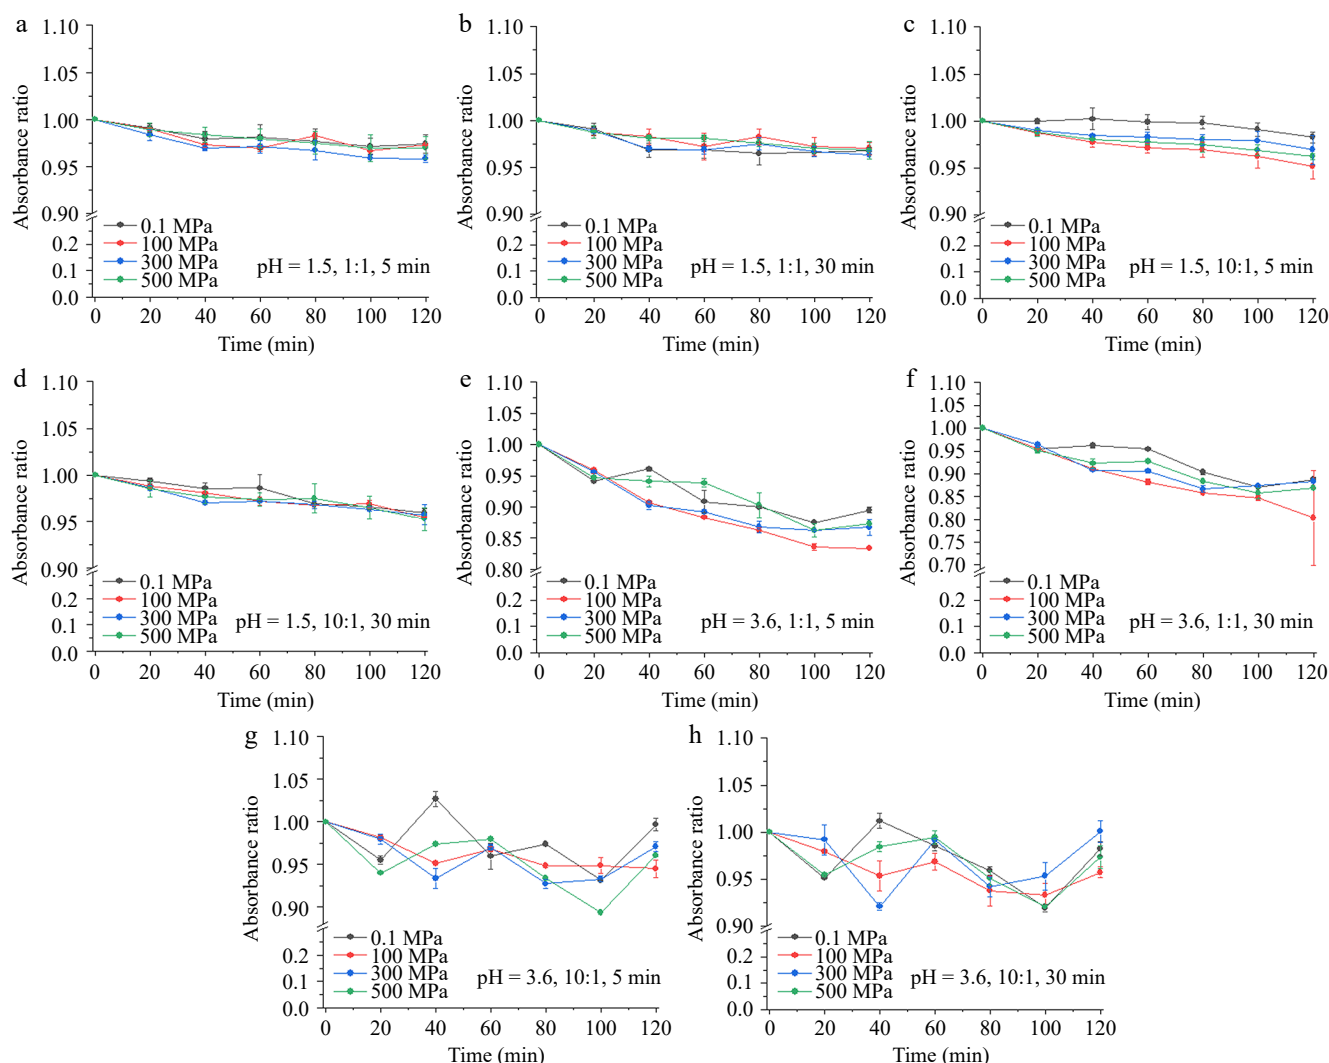 a
1.10
1.05
1.00
0.95
0.90
0.2
0.1
0.0
Absorbance ratio
0.1 MPa
100 MPa
300 MPa
500 MPa
pH = 1.5, 1:1, 5 min
0 20 40 60 80 100 120
Time (min)
b
1.10
1.05
1.00
0.95
0.90
0.2
0.1
0.0
Absorbance ratio
0.1 MPa
100 MPa
300 MPa
500 MPa
pH = 1.5, 1:1, 30 min
0 20 40 60 80 100 120
Time (min)
c
1.10
1.05
1.00
0.95
0.90
0.2
0.1
0.0
Absorbance ratio
0.1 MPa
100 MPa
300 MPa
500 MPa
pH = 1.5, 10:1, 5 min
0 20 40 60 80 100 120
Time (min)
d
1.10
1.05
1.00
0.95
0.90
0.2
0.1
0.0
Absorbance ratio
0.1 MPa
100 MPa
300 MPa
500 MPa
pH = 1.5, 10:1, 30 min
0 20 40 60 80 100 120
Time (min)
e
1.10
1.05
1.00
0.95
0.90
0.85
0.80
0.2
0.1
0.0
Absorbance ratio
0.1 MPa
100 MPa
300 MPa
500 MPa
pH = 3.6, 1:1, 5 min
0 20 40 60 80 100 120
Time (min)
f
1.10
1.05
1.00
0.95
0.90
0.85
0.80
0.75
0.70
0.2
0.1
0.0
Absorbance ratio
0.1 MPa
100 MPa
300 MPa
500 MPa
pH = 3.6, 1:1, 30 min
0 20 40 60 80 100 120
Time (min)
g
1.10
1.05
1.00
0.95
0.90
0.2
0.1
0.0
Absorbance ratio
0.1 MPa
100 MPa
300 MPa
500 MPa
pH = 3.6, 10:1, 5 min
0 20 40 60 80 100 120
Time (min)
h
1.10
1.05
1.00
0.95
0.90
0.2
0.1
0.0
Absorbance ratio
0.1 MPa
100 MPa
300 MPa
500 MPa
pH = 3.6, 10:1, 30 min
0 20 40 60 80 100 120
Time (min)